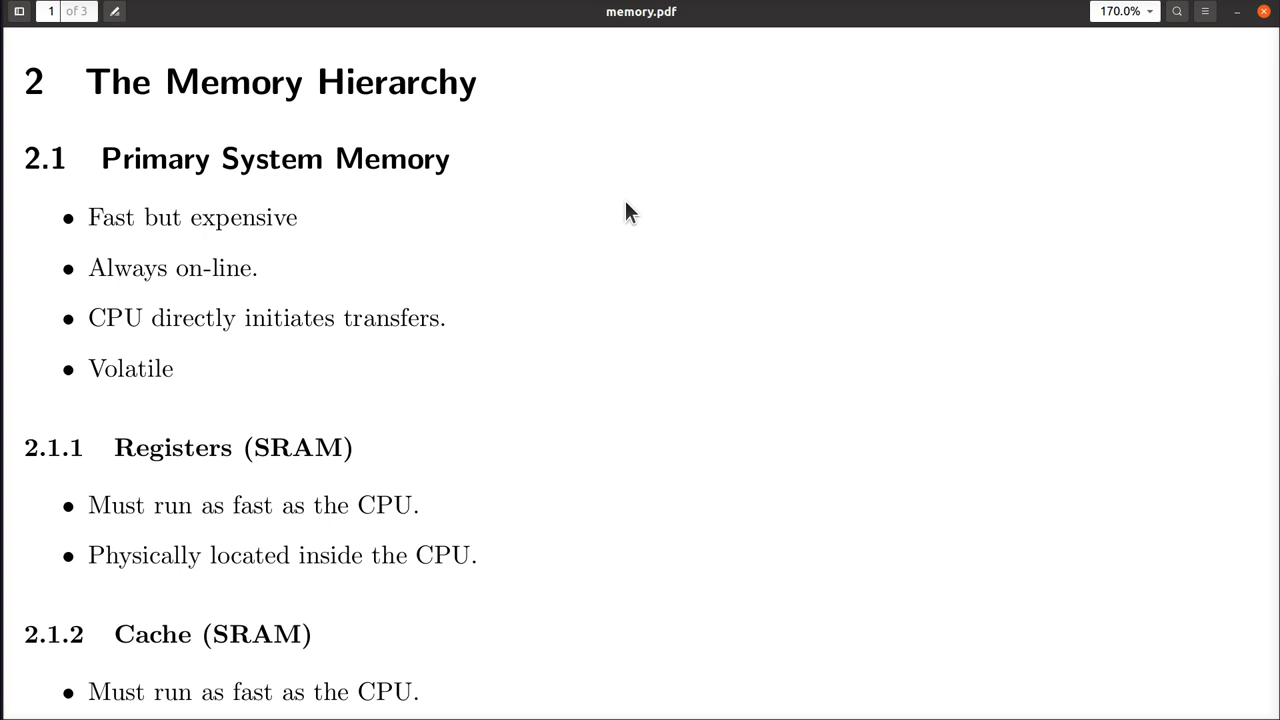 1 of 3 memory.pdf 170.0%
2 The Memory Hierarchy
2.1 Primary System Memory
• Fast but expensive
• Always on-line.
• CPU directly initiates transfers.
• Volatile
2.1.1 Registers (SRAM)
• Must run as fast as the CPU.
• Physically located inside the CPU.
2.1.2 Cache (SRAM)
• Must run as fast as the CPU.